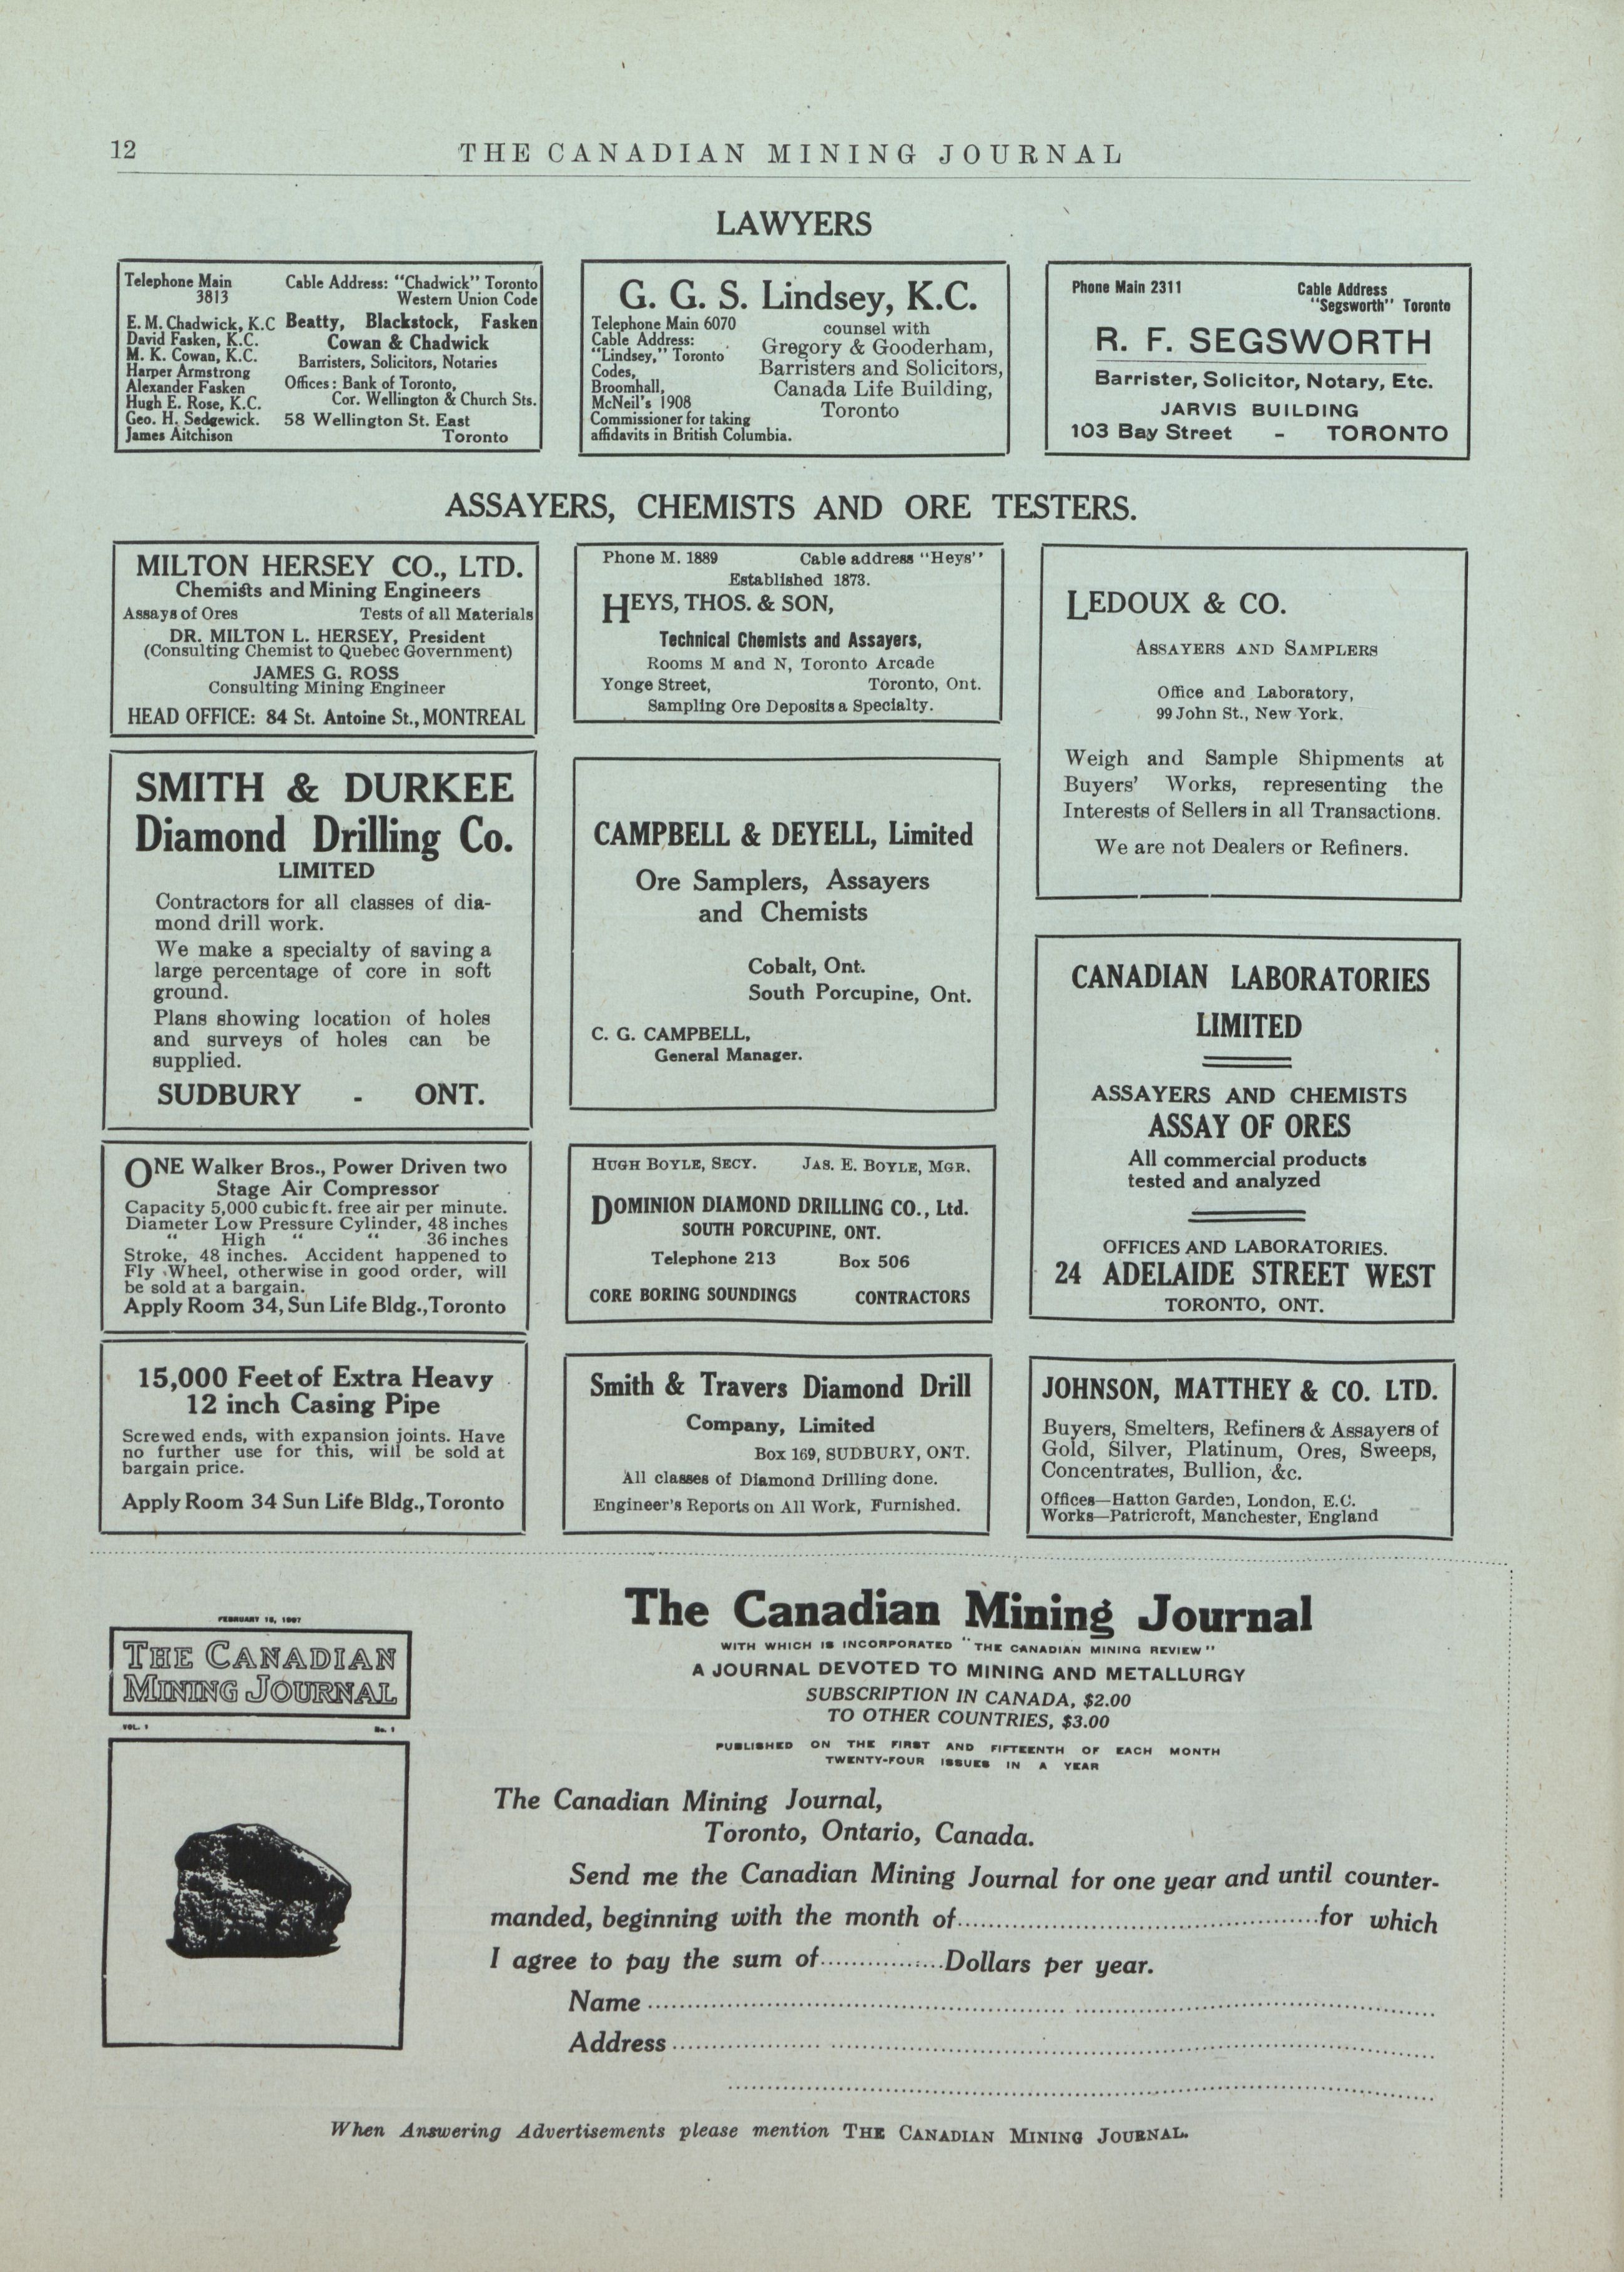 12
THE CANADIAN MINING JOURNAL
LAWYERS
Telephone Main
3813
E. M. Chadwick, K.C
David Fasken, K.C.
M. K. Cowan, K.C.
Harper Armstrong
Alexander Fasken
Hugh E. Rose, K.C.
Geo. H. Sedgewick.
James Aitchison
Cable Address: "Chadwick" Toronto
Western Union Code
Beatty, Blackstock, Fasken
Cowan & Chadwick
Barristers, Solicitors, Notaries
Offices: Bank of Toronto,
Cor. Wellington & Church Sts.
58 Wellington St. East
Toronto
G. G. S. Lindsey, K.C.
Telephone Main 6070
Cable Address:
"Lindsey," Toronto
Codes,
Broomhall,
McNeil's 1908
Commissioner for taking
affidavits in British Columbia.
counsel with
Gregory & Gooderham,
Barristers and Solicitors,
Canada Life Building,
Toronto
Phone Main 2311
Cable Address
"Segsworth" Toronto
R. F. SEGSWORTH
Barrister, Solicitor, Notary, Etc.
JARVIS BUILDING
103 Bay Street - TORONTO
ASSAYERS, CHEMISTS AND ORE TESTERS.
MILTON HERSEY CO., LTD.
Chemists and Mining Engineers
Assays of Ores Tests of all Materials
DR. MILTON L. HERSEY, President
(Consulting Chemist to Quebec Government)
JAMES G. ROSS
Consulting Mining Engineer
HEAD OFFICE: 84 St. Antoine St., MONTREAL
Phone M. 1889 Cable address "Heys"
Established 1873.
HEYS, THOS. & SON,
Technical Chemists and Assayers,
Rooms M and N, Toronto Arcade
Yonge Street, Toronto, Ont.
Sampling Ore Deposits a Specialty.
LEDOUX & CO.
ASSAYERS AND SAMPLERS
Office and Laboratory,
99 John St., New York.
Weigh and Sample Shipments at
Buyers' Works, representing the
Interests of Sellers in all Transactions.
We are not Dealers or Refiners.
SMITH & DURKEE
Diamond Drilling Co.
LIMITED
Contractors for all classes of dia-
mond drill work.
We make a specialty of saving a
large percentage of core in soft
ground.
Plans showing location of holes
and surveys of holes can be
supplied.
SUDBURY - ONT.
CAMPBELL & DEYELL, Limited
Ore Samplers, Assayers
and Chemists
Cobalt, Ont.
South Porcupine, Ont.
C. G. CAMPBELL,
General Manager.
CANADIAN LABORATORIES
LIMITED
ASSAYERS AND CHEMISTS
ASSAY OF ORES
All commercial products
tested and analyzed
OFFICES AND LABORATORIES.
24 ADELAIDE STREET WEST
TORONTO, ONT.
ONE Walker Bros., Power Driven two
Stage Air Compressor
Capacity 5,000 cubic ft. free air per minute.
Diameter Low Pressure Cylinder, 48 inches
" High " " 36 inches
Stroke, 48 inches. Accident happened to
Fly Wheel, otherwise in good order, will
be sold at a bargain.
Apply Room 34, Sun Life Bldg., Toronto
HUGH BOYLE, SECY. JAS. E. BOYLE, MGR.
DOMINION DIAMOND DRILLING CO., Ltd.
SOUTH PORCUPINE, ONT.
Telephone 213 Box 506
CORE BORING SOUNDINGS CONTRACTORS
15,000 Feet of Extra Heavy
12 inch Casing Pipe
Screwed ends, with expansion joints. Have
no further use for this, will be sold at
bargain price.
Apply Room 34 Sun Life Bldg., Toronto
Smith & Travers Diamond Drill
Company, Limited
Box 169, SUDBURY, ONT.
All classes of Diamond Drilling done.
Engineer's Reports on All Work, Furnished.
JOHNSON, MATTHEY & CO. LTD.
Buyers, Smelters, Refiners & Assayers of
Gold, Silver, Platinum, Ores, Sweeps,
Concentrates, Bullion, &c.
Offices—Hatton Garden, London, E.C.
Works—Patricroft, Manchester, England
FEBRUARY 15, 1907
THE CANADIAN
MINING JOURNAL
VOL. 1 No. 1
The Canadian Mining Journal
WITH WHICH IS INCORPORATED "THE CANADIAN MINING REVIEW"
A JOURNAL DEVOTED TO MINING AND METALLURGY
SUBSCRIPTION IN CANADA, $2.00
TO OTHER COUNTRIES, $3.00
PUBLISHED ON THE FIRST AND FIFTEENTH OF EACH MONTH
TWENTY-FOUR ISSUES IN A YEAR
The Canadian Mining Journal,
Toronto, Ontario, Canada.
Send me the Canadian Mining Journal for one year and until counter-
manded, beginning with the month of..........for which
I agree to pay the sum of..........Dollars per year.
Name..........
Address..........
When Answering Advertisements please mention THE CANADIAN MINING JOURNAL.